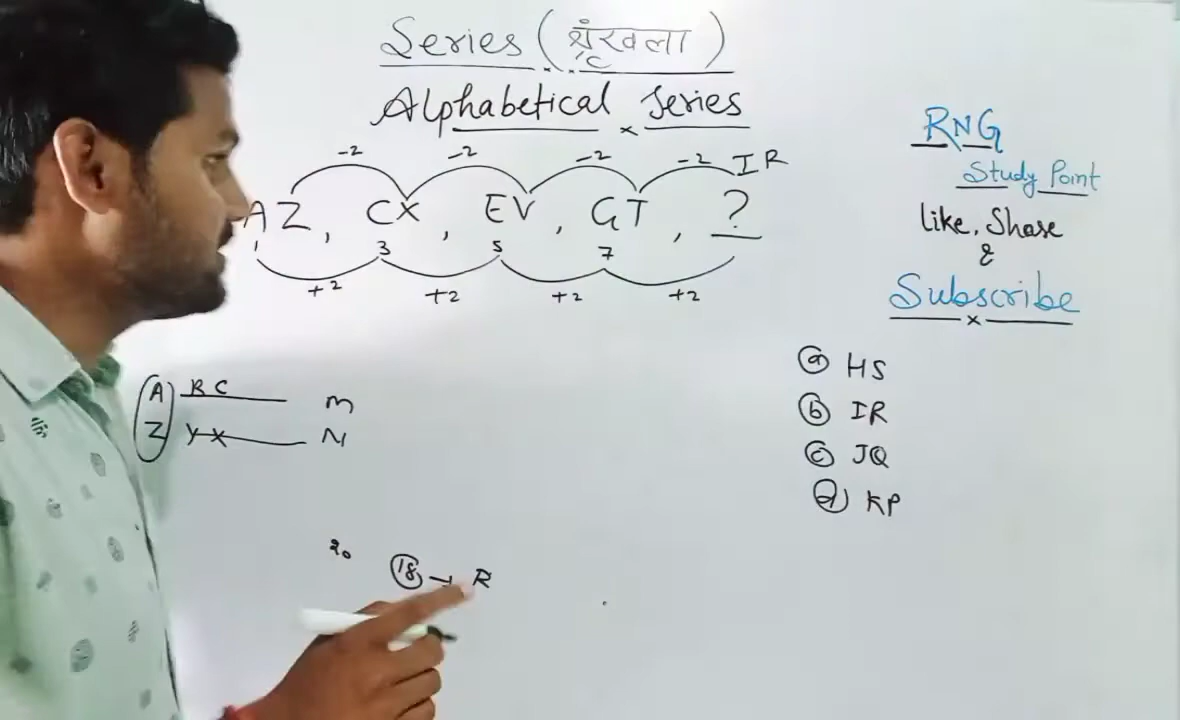 Series (श्रृंखला)
Alphabetical Series
-2 -2 -2 -2 IR
AZ, CX, EV, GT, ?
1 3 5 7
+2 +2 +2 +2
A B C M
Z Y X N
20 18 → R
RNG
Study Point
Like, Share
&
Subscribe
a HS
b IR
c JQ
d KP